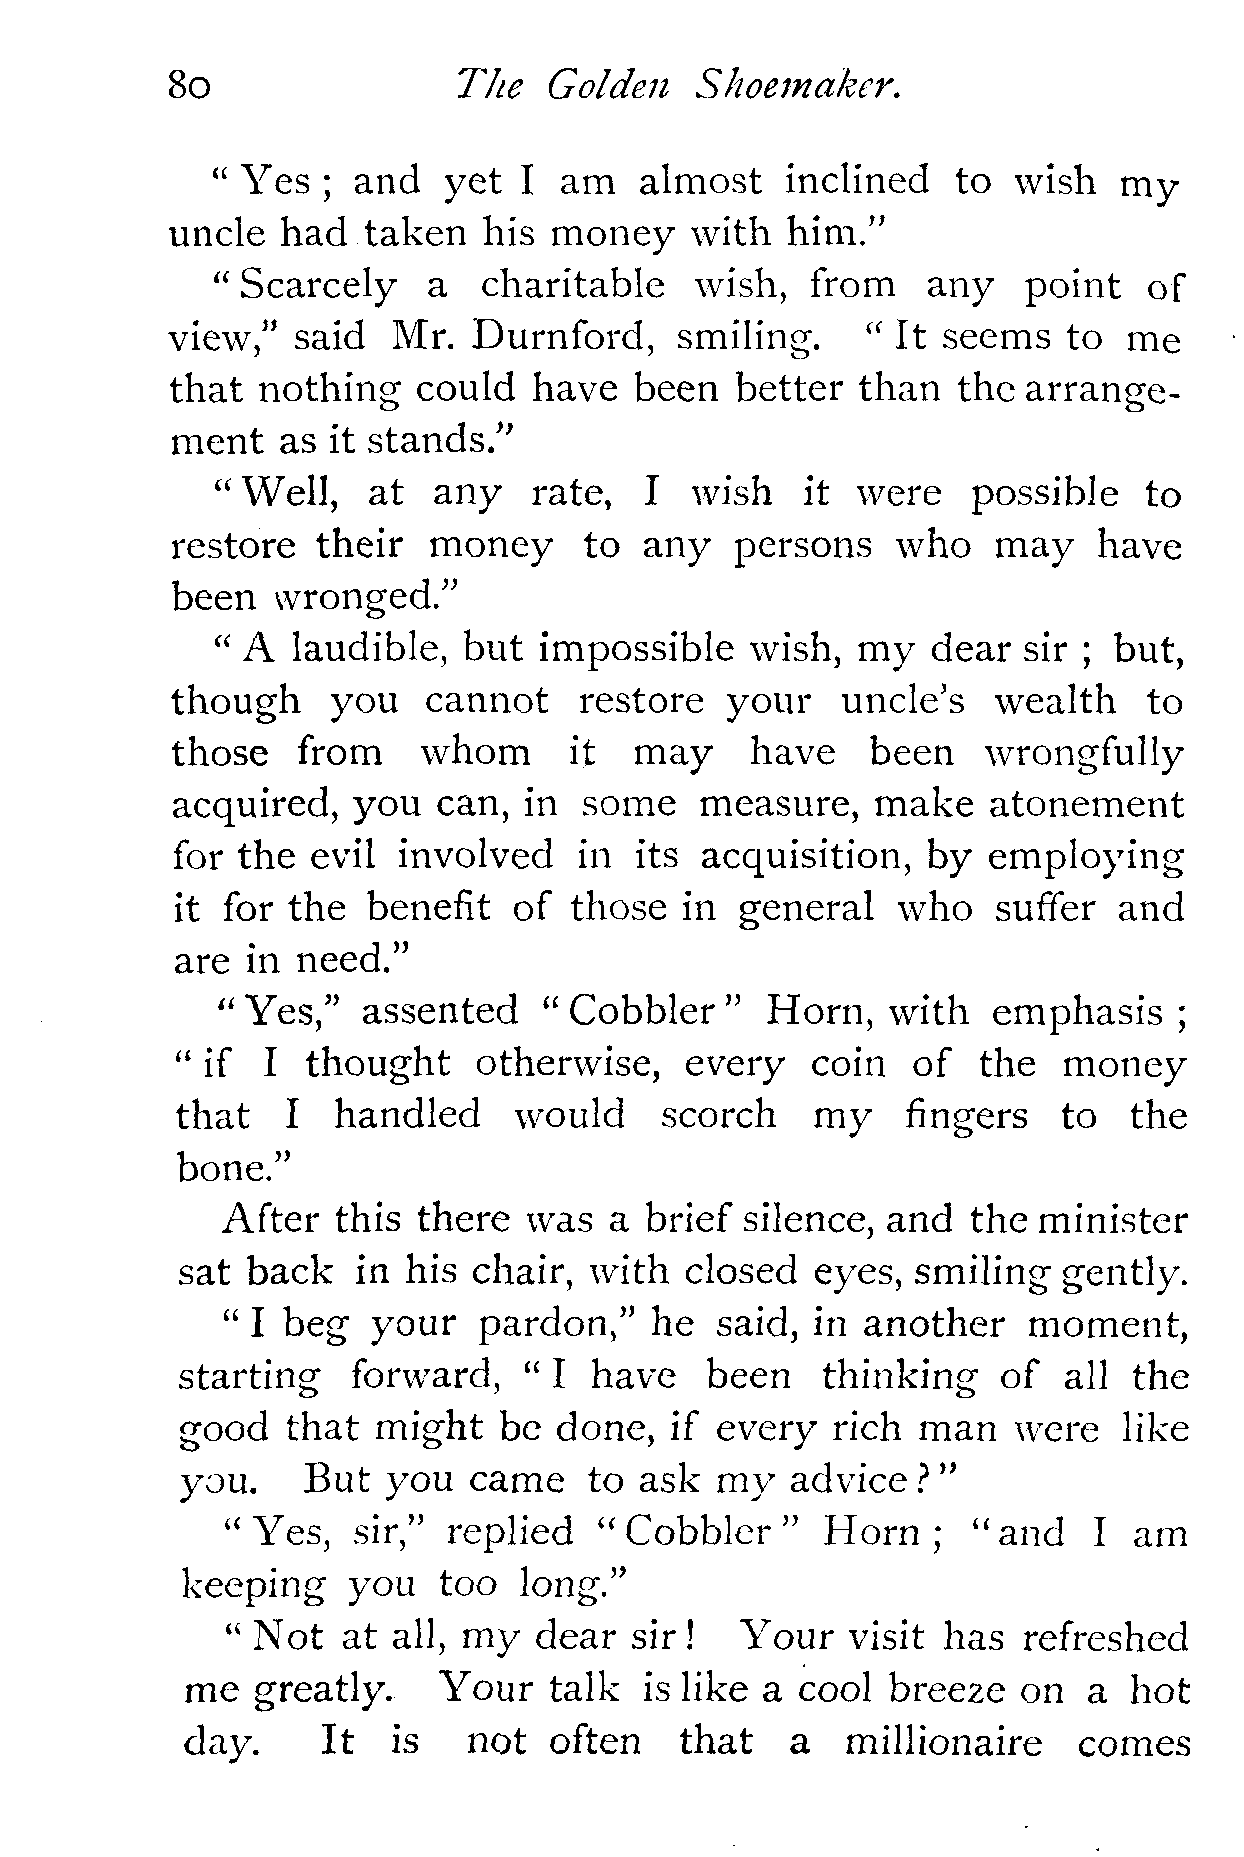 80 The Golden Shoemaker.
“ Yes ; and yet I am almost inclined to wish my
uncle had taken his money with him.”
“ Scarcely a charitable wish, from any point of
view,” said Mr. Durnford, smiling. “ It seems to me
that nothing could have been better than the arrange-
ment as it stands.”
“ Well, at any rate, I wish it were possible to
restore their money to any persons who may have
been wronged.”
“ A laudible, but impossible wish, my dear sir ; but,
though you cannot restore your uncle’s wealth to
those from whom it may have been wrongfully
acquired, you can, in some measure, make atonement
for the evil involved in its acquisition, by employing
it for the benefit of those in general who suffer and
are in need.”
“ Yes,” assented “ Cobbler ” Horn, with emphasis ;
“ if I thought otherwise, every coin of the money
that I handled would scorch my fingers to the
bone.”
After this there was a brief silence, and the minister
sat back in his chair, with closed eyes, smiling gently.
“ I beg your pardon,” he said, in another moment,
starting forward, “ I have been thinking of all the
good that might be done, if every rich man were like
you. But you came to ask my advice ? ”
“ Yes, sir,” replied “ Cobbler ” Horn ; “ and I am
keeping you too long.”
“ Not at all, my dear sir ! Your visit has refreshed
me greatly. Your talk is like a cool breeze on a hot
day. It is not often that a millionaire comes